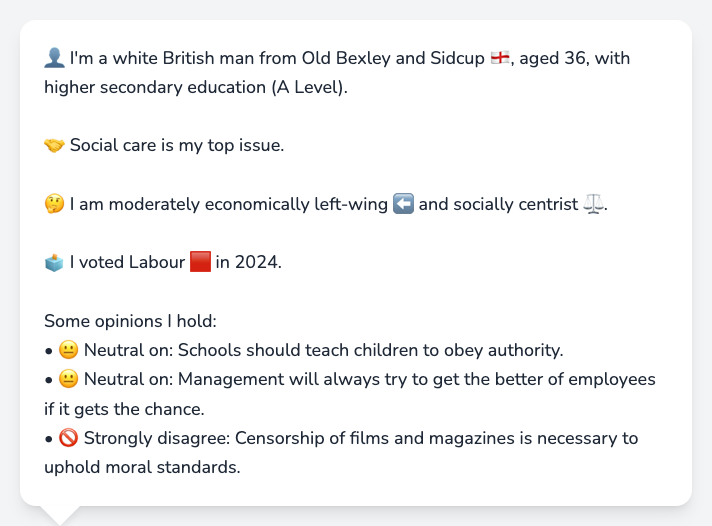 👤 I'm a white British man from Old Bexley and Sidcup 🏴󠁧󠁢󠁥󠁮󠁧󠁿, aged 36, with
higher secondary education (A Level).
🤝 Social care is my top issue.
🤔 I am moderately economically left-wing ⬅️ and socially centrist ⚖️.
🗳️ I voted Labour 🟥 in 2024.
Some opinions I hold:
• 😐 Neutral on: Schools should teach children to obey authority.
• 😐 Neutral on: Management will always try to get the better of employees
if it gets the chance.
• 🚫 Strongly disagree: Censorship of films and magazines is necessary to
uphold moral standards.